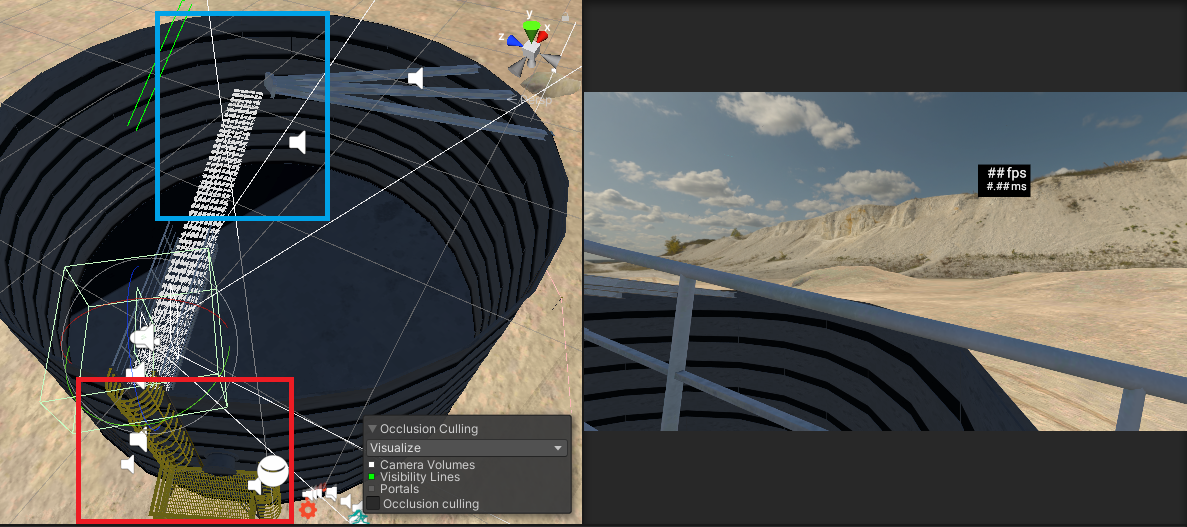 y
x
z
Occlusion Culling
Visualize
Camera Volumes
Visibility Lines
Portals
Occlusion culling
##fps
#.##ms